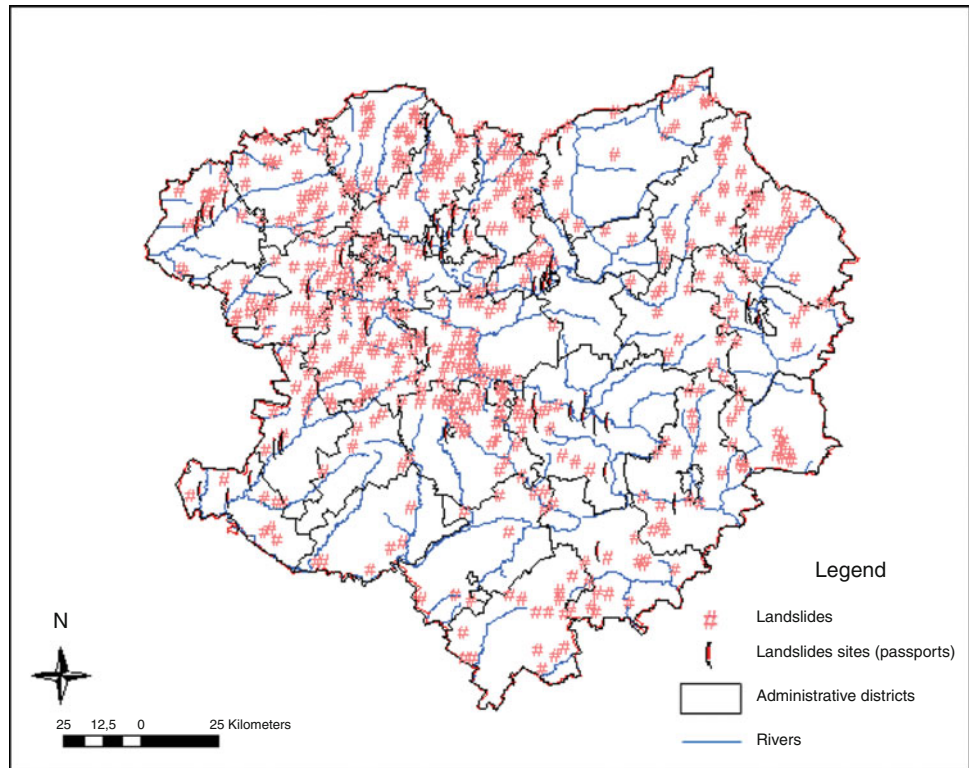 Legend
Landslides
Landslides sites (passports)
Administrative districts
Rivers
N
25 12,5 0 25 Kilometers